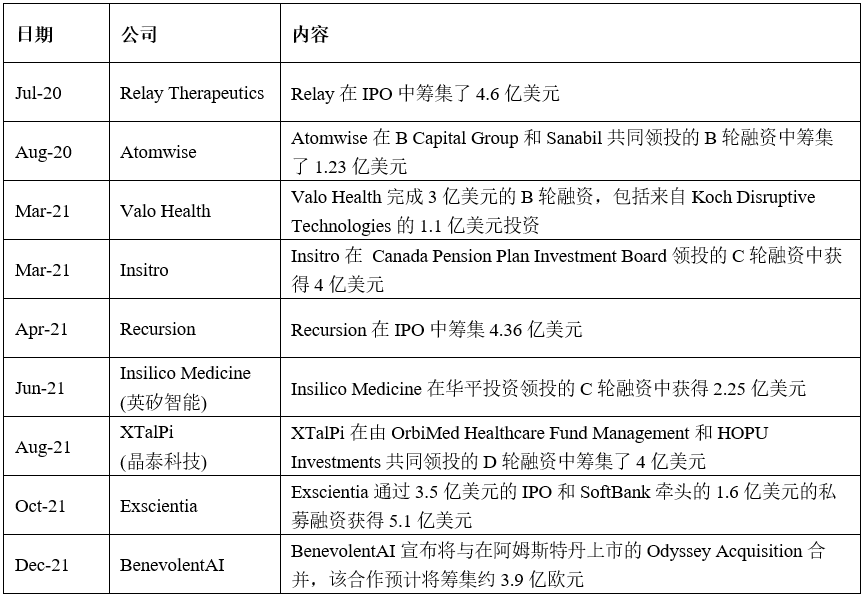 日期 公司 内容
Jul-20 Relay Therapeutics Relay 在 IPO 中筹集了 4.6 亿美元
Aug-20 Atomwise Atomwise 在 B Capital Group 和 Sanabil 共同领投的 B 轮融资中筹集
了 1.23 亿美元
Mar-21 Valo Health Valo Health 完成 3 亿美元的 B 轮融资，包括来自 Koch Disruptive
Technologies 的 1.1 亿美元投资
Mar-21 Insitro Insitro 在 Canada Pension Plan Investment Board 领投的 C 轮融资中获
得 4 亿美元
Apr-21 Recursion Recursion 在 IPO 中筹集 4.36 亿美元
Jun-21 Insilico Medicine
(英矽智能) Insilico Medicine 在华平投资领投的 C 轮融资中获得 2.25 亿美元
Aug-21 XTalPi
(晶泰科技) XTalPi 在由 OrbiMed Healthcare Fund Management 和 HOPU
Investments 共同领投的 D 轮融资中筹集了 4 亿美元
Oct-21 Exscientia Exscientia 通过 3.5 亿美元的 IPO 和 SoftBank 牵头的 1.6 亿美元的私
募融资获得 5.1 亿美元
Dec-21 BenevolentAI BenevolentAI 宣布将与在阿姆斯特丹上市的 Odyssey Acquisition 合
并，该合作预计将筹集约 3.9 亿欧元